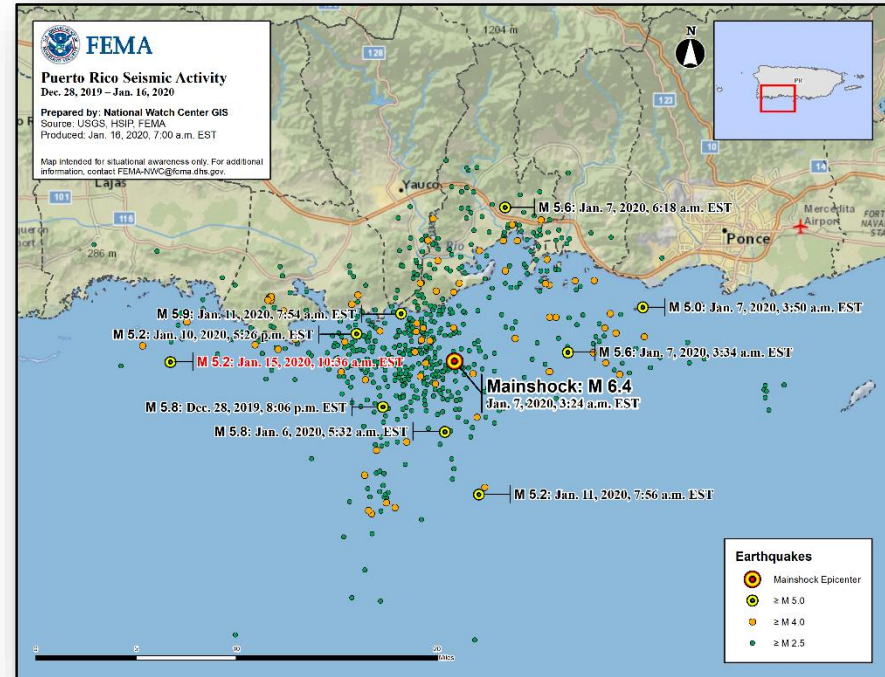 FEMA
Puerto Rico Seismic Activity
Dec. 28, 2019 – Jan. 16, 2020
Prepared by: National Watch Center GIS
Source: USGS, HSIP, FEMA
Produced: Jan. 16, 2020, 7:00 a.m. EST
Map intended for situational awareness only. For additional
information, contact FEMA-NWC@fema.dhs.gov.
1204 m
N
PR
128
123
10
14
101
Lajas
116
Yauco
Rio
286 m
Mercedita
Airport
Ponce
M 5.6: Jan. 7, 2020, 6:18 a.m. EST
M 5.9: Jan. 11, 2020, 7:54 a.m. EST
M 5.0: Jan. 7, 2020, 3:50 a.m. EST
M 5.2: Jan. 10, 2020, 5:26 p.m. EST
M 5.6: Jan. 7, 2020, 3:34 a.m. EST
M 5.2: Jan. 15, 2020, 10:36 a.m. EST
Mainshock: M 6.4
Jan. 7, 2020, 3:24 a.m. EST
M 5.8: Dec. 28, 2019, 8:06 p.m. EST
M 5.8: Jan. 6, 2020, 5:32 a.m. EST
M 5.2: Jan. 11, 2020, 7:56 a.m. EST
Earthquakes
Mainshock Epicenter
≥ M 5.0
≥ M 4.0
≥ M 2.5
0 5 10 20
Miles